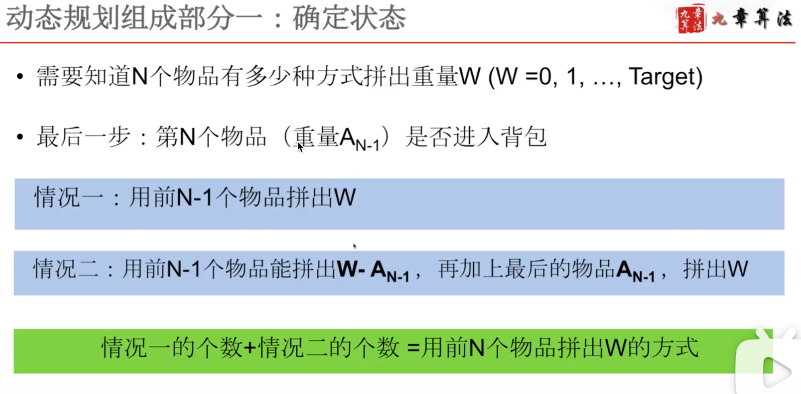 动态规划组成部分一：确定状态
九章算法
九章算法
• 需要知道N个物品有多少种方式拼出重量W (W =0, 1, …, Target)
• 最后一步：第N个物品（重量AN-1）是否进入背包
情况一：用前N-1个物品拼出W
情况二：用前N-1个物品能拼出W- AN-1，再加上最后的物品AN-1，拼出W
情况一的个数+情况二的个数 =用前N个物品拼出W的方式